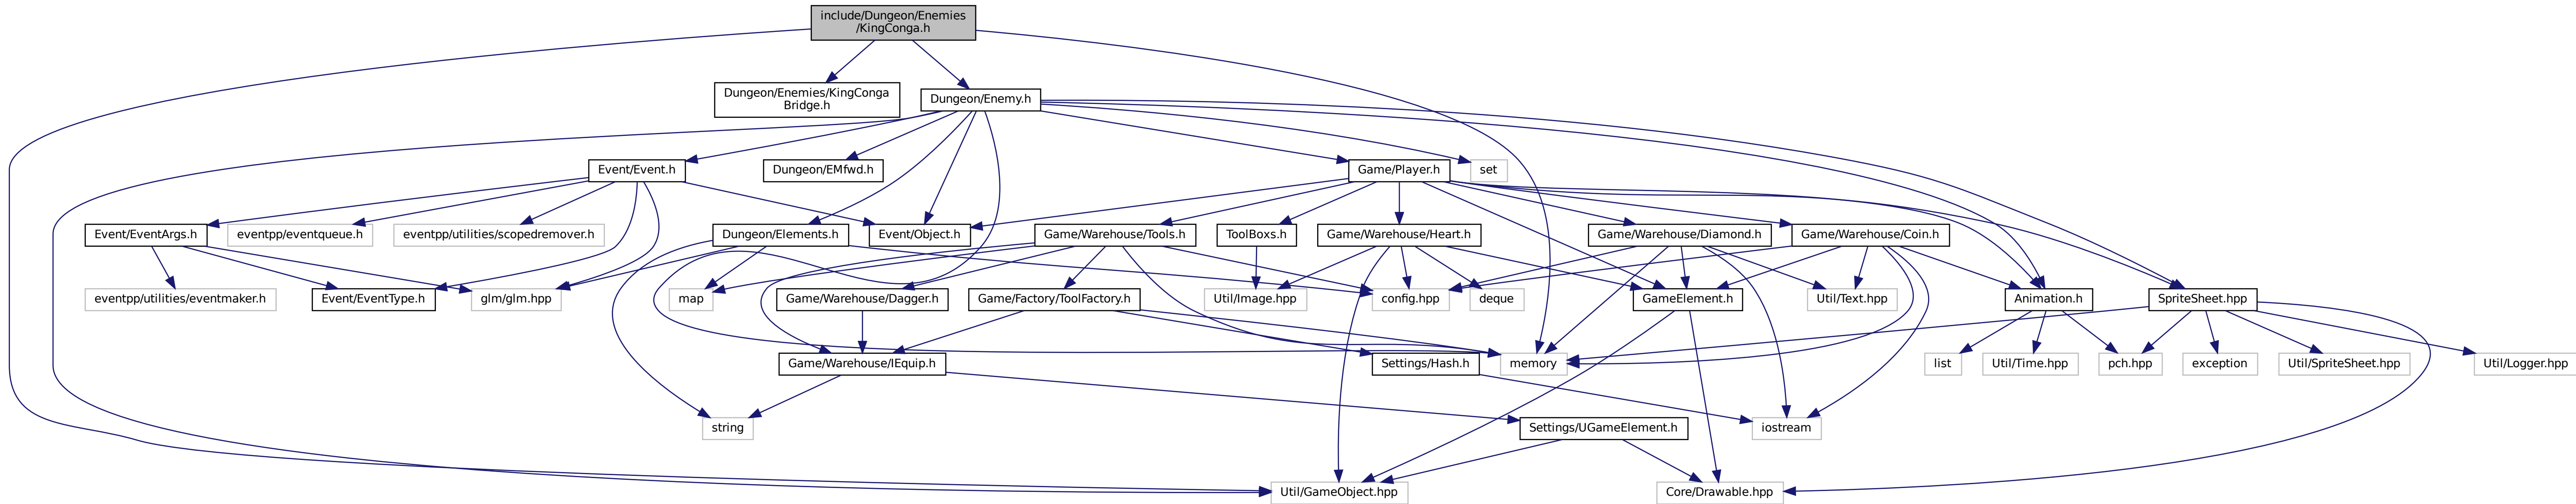 include/Dungeon/Enemies
/KingConga.h
Dungeon/Enemies/KingConga
Bridge.h
Dungeon/Enemy.h
Event/Event.h
Dungeon/EMfwd.h
Game/Player.h
set
Event/EventArgs.h
eventpp/eventqueue.h
eventpp/utilities/scopedremover.h
Dungeon/Elements.h
Event/Object.h
Game/Warehouse/Tools.h
ToolBoxs.h
Game/Warehouse/Heart.h
Game/Warehouse/Diamond.h
Game/Warehouse/Coin.h
eventpp/utilities/eventmaker.h
Event/EventType.h
glm/glm.hpp
map
Game/Warehouse/Dagger.h
Game/Factory/ToolFactory.h
Util/Image.hpp
config.hpp
deque
GameElement.h
Util/Text.hpp
Animation.h
SpriteSheet.hpp
Game/Warehouse/IEquip.h
Settings/Hash.h
memory
list
Util/Time.hpp
pch.hpp
exception
Util/SpriteSheet.hpp
Util/Logger.hpp
string
Settings/UGameElement.h
iostream
Util/GameObject.hpp
Core/Drawable.hpp